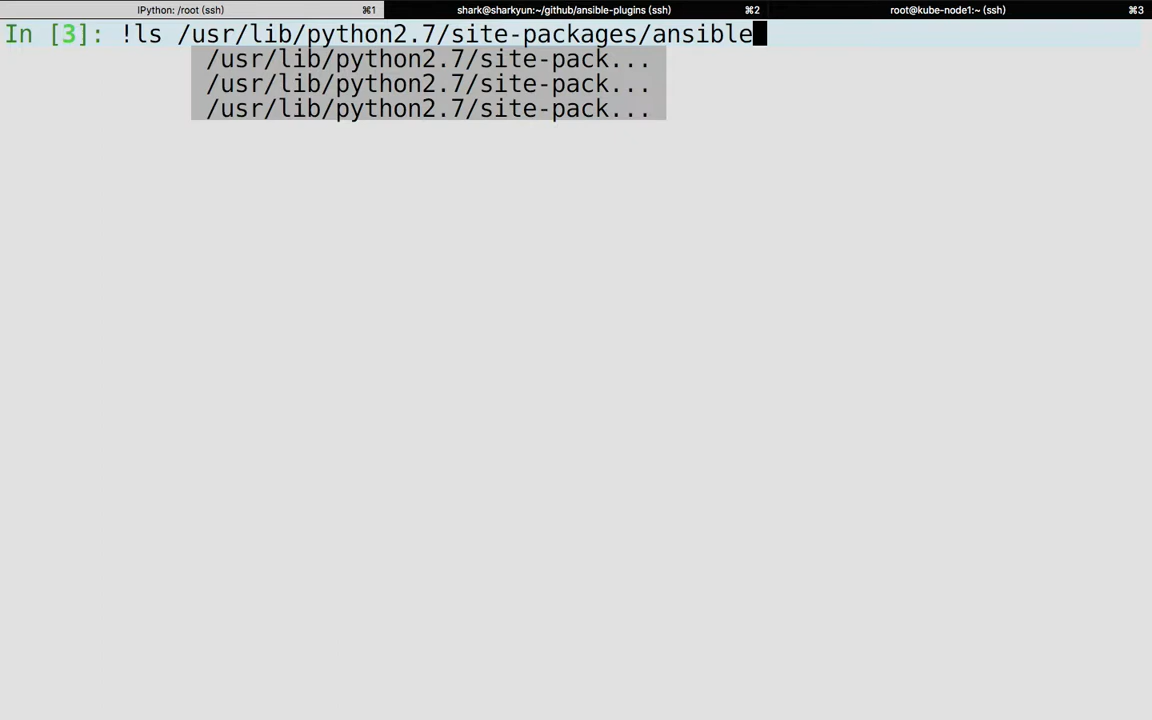 IPython: /root (ssh) ⌘1 shark@sharkyun:~/github/ansible-plugins (ssh) ⌘2 root@kube-node1:~ (ssh) ⌘3
In [3]: !ls /usr/lib/python2.7/site-packages/ansible
/usr/lib/python2.7/site-pack...
/usr/lib/python2.7/site-pack...
/usr/lib/python2.7/site-pack...